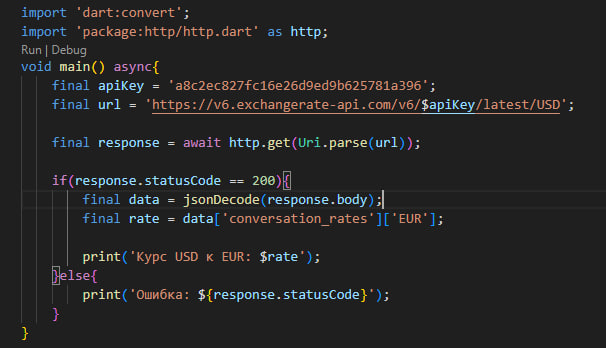 import 'dart:convert';
import 'package:http/http.dart' as http;
Run | Debug
void main() async{
    final apiKey = 'a8c2ec827fc16e26d9ed9b625781a396';
    final url = 'https://v6.exchangerate-api.com/v6/$apiKey/latest/USD';

    final response = await http.get(Uri.parse(url));

    if(response.statusCode == 200){
        final data = jsonDecode(response.body);
        final rate = data['conversation_rates']['EUR'];

        print('Курс USD к EUR: $rate');
    }else{
        print('Ошибка: ${response.statusCode}');
    }
}